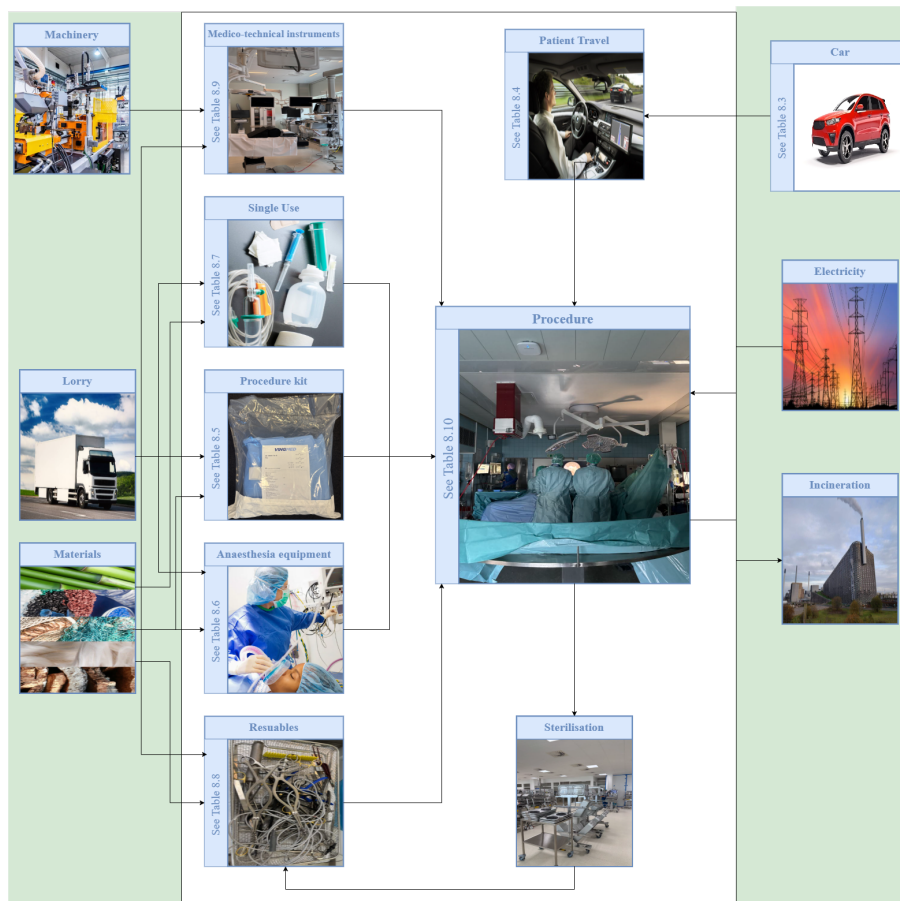 Machinery
Medico-technical instruments
See Table 8.9
Patient Travel
See Table 8.4
Car
See Table 8.3
Single Use
See Table 8.7
Electricity
Procedure
See Table 8.10
Lorry
Procedure kit
See Table 8.5
Incineration
Materials
Anaesthesia equipment
See Table 8.6
Resuables
See Table 8.8
Sterilisation